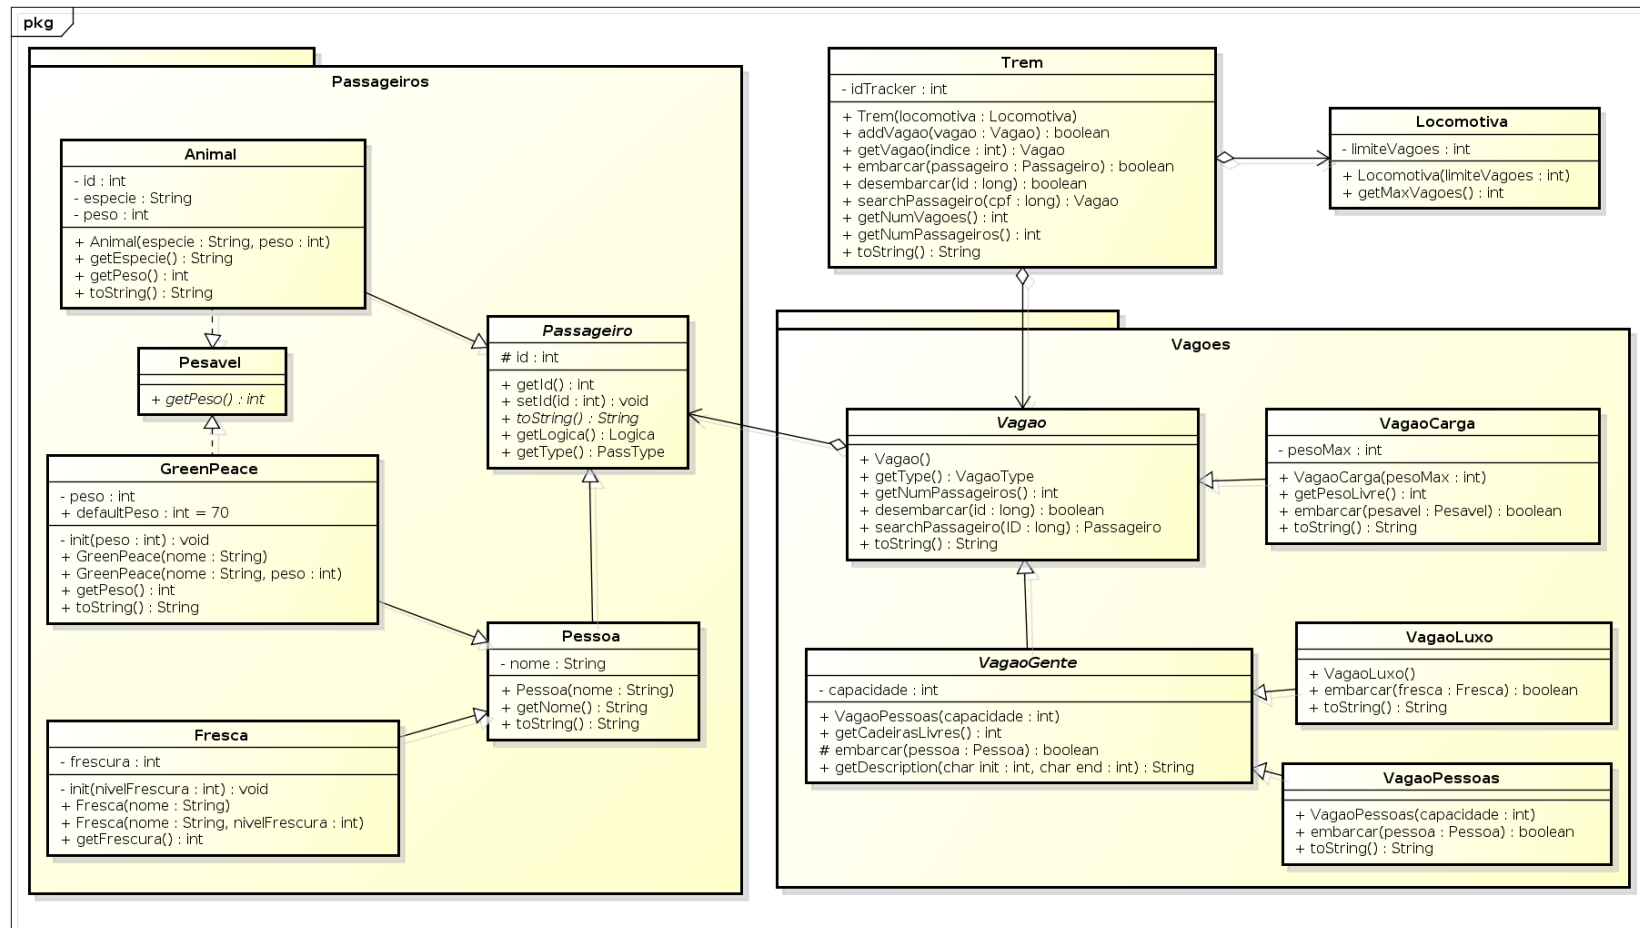 pkg
Passageiros
Animal
- id : int
- especie : String
- peso : int
+ Animal(especie : String, peso : int)
+ getEspecie() : String
+ getPeso() : int
+ toString() : String
Pesavel
+ getPeso() : int
GreenPeace
- peso : int
+ defaultPeso : int = 70
- init(peso : int) : void
+ GreenPeace(nome : String)
+ GreenPeace(nome : String, peso : int)
+ getPeso() : int
+ toString() : String
Fresca
- frescura : int
- init(nivelFrescura : int) : void
+ Fresca(nome : String)
+ Fresca(nome : String, nivelFrescura : int)
+ getFrescura() : int
Passageiro
# id : int
+ getId() : int
+ setId(id : int) : void
+ toString() : String
+ getLogica() : Logica
+ getType() : PassType
Pessoa
- nome : String
+ Pessoa(nome : String)
+ getNome() : String
+ toString() : String
Trem
- idTracker : int
+ Trem(locomotiva : Locomotiva)
+ addVagao(vagao : Vagao) : boolean
+ getVagao(indice : int) : Vagao
+ embarcar(passageiro : Passageiro) : boolean
+ desembarcar(id : long) : boolean
+ searchPassageiro(cpf : long) : Vagao
+ getNumVagoes() : int
+ getNumPassageiros() : int
+ toString() : String
Locomotiva
- limiteVagoes : int
+ Locomotiva(limiteVagoes : int)
+ getMaxVagoes() : int
Vagoes
Vagao
+ Vagao()
+ getType() : VagaoType
+ getNumPassageiros() : int
+ desembarcar(id : long) : boolean
+ searchPassageiro(ID : long) : Passageiro
+ toString() : String
VagaoCarga
- pesoMax : int
+ VagaoCarga(pesoMax : int)
+ getPesoLivre() : int
+ embarcar(pesavel : Pesavel) : boolean
+ toString() : String
VagaoGente
- capacidade : int
+ VagaoPessoas(capacidade : int)
+ getCadeirasLivres() : int
# embarcar(pessoa : Pessoa) : boolean
+ getDescription(char init : int, char end : int) : String
VagaoLuxo
+ VagaoLuxo()
+ embarcar(fresca : Fresca) : boolean
+ toString() : String
VagaoPessoas
+ VagaoPessoas(capacidade : int)
+ embarcar(pessoa : Pessoa) : boolean
+ toString() : String